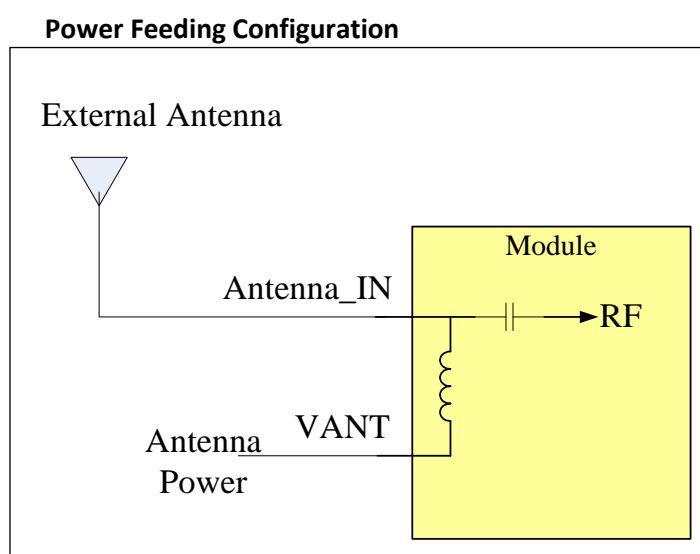 Power Feeding Configuration
External Antenna
Module
Antenna_IN
RF
VANT
Antenna
Power